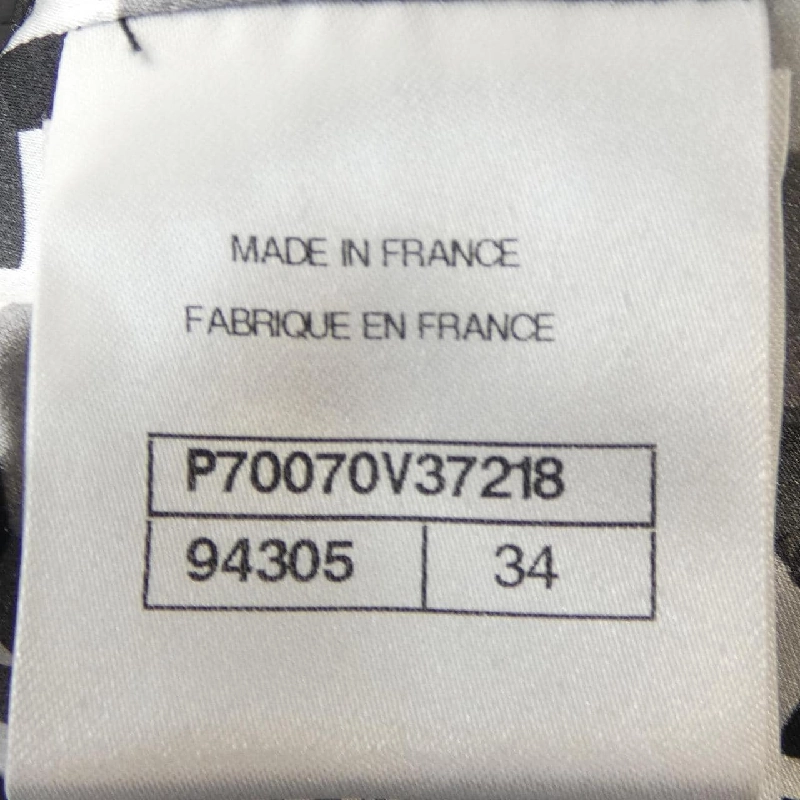 MADE IN FRANCE
FABRIQUE EN FRANCE
P70070V37218
94305 34